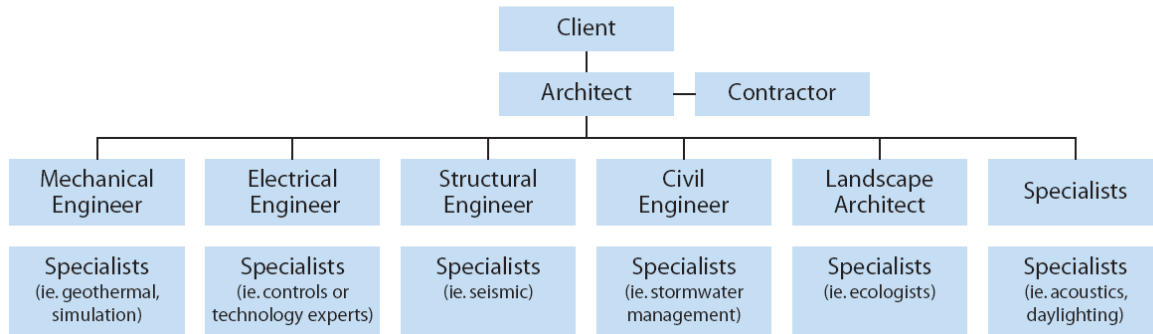 Client
Architect
Contractor
Mechanical
Engineer
Electrical
Engineer
Structural
Engineer
Civil
Engineer
Landscape
Architect
Specialists
Specialists
(ie. geothermal,
simulation)
Specialists
(ie. controls or
technology experts)
Specialists
(ie. seismic)
Specialists
(ie. stormwater
management)
Specialists
(ie. ecologists)
Specialists
(ie. acoustics,
daylighting)